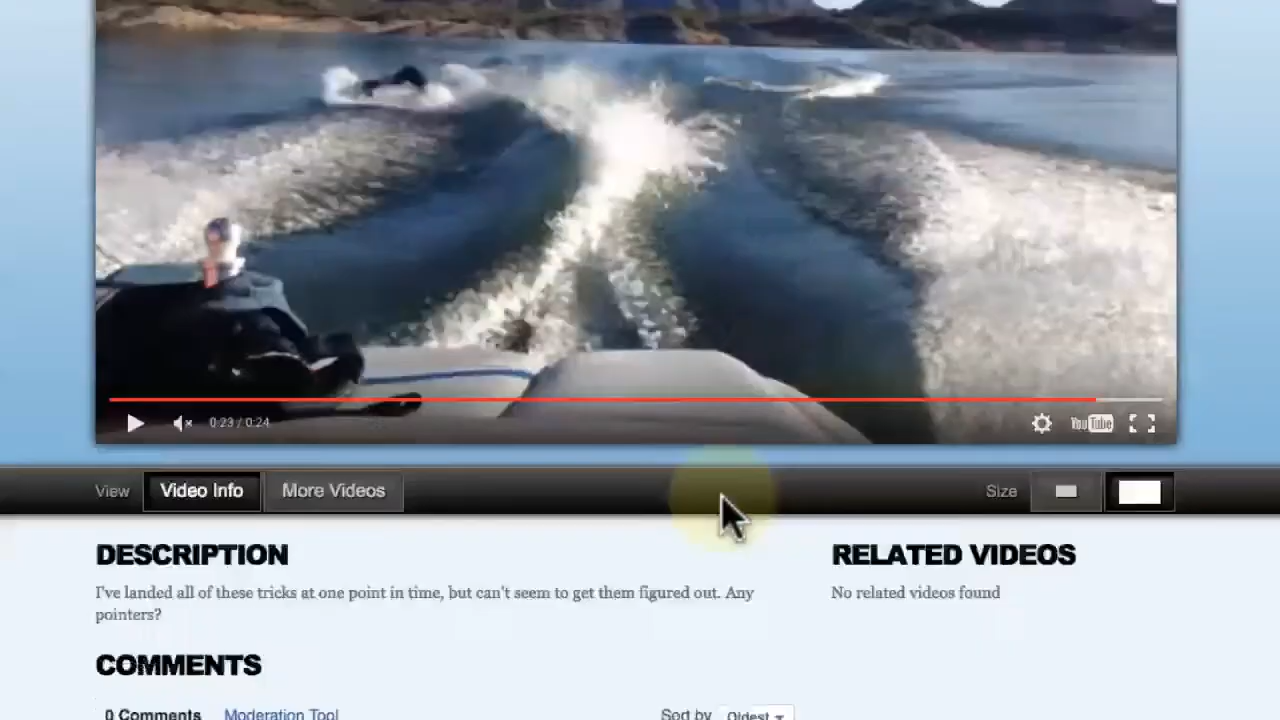 0:23 / 0:24
YouTube
View
Video Info
More Videos
Size
DESCRIPTION
I've landed all of these tricks at one point in time, but can't seem to get them figured out. Any
pointers?
RELATED VIDEOS
No related videos found
COMMENTS
0 Comments
Moderation Tool
Sort by
Oldest